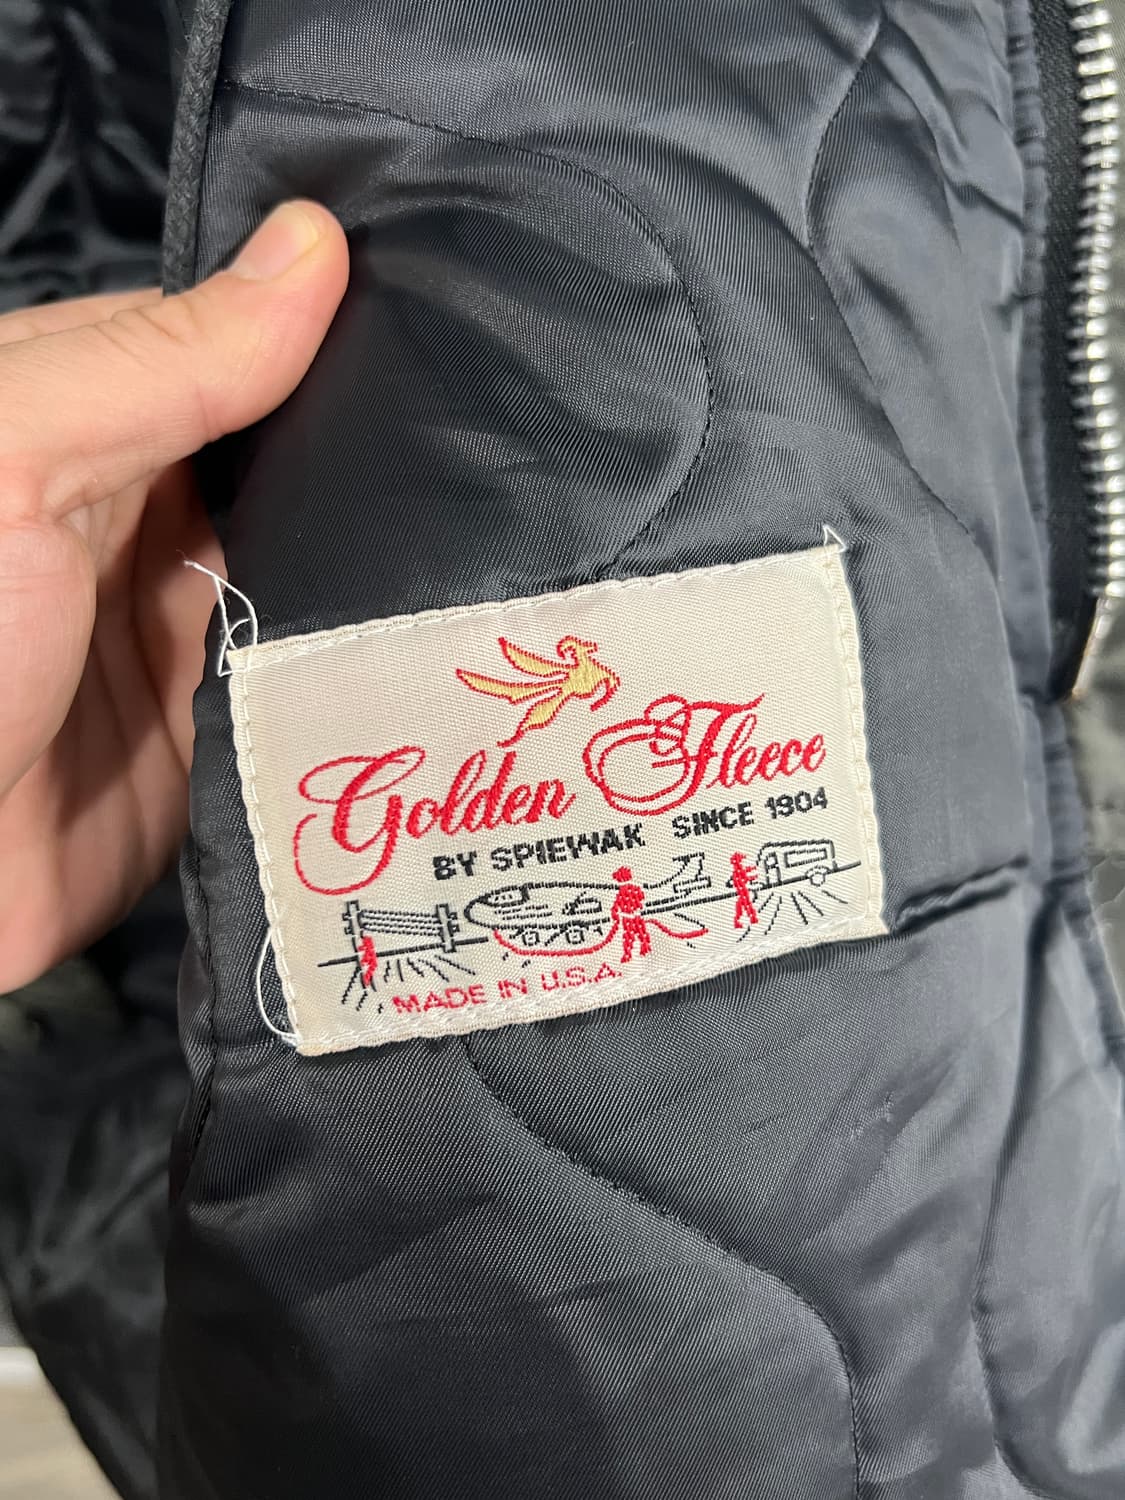 Golden Fleece
BY SPIEWAK SINCE 1904
MADE IN U.S.A.